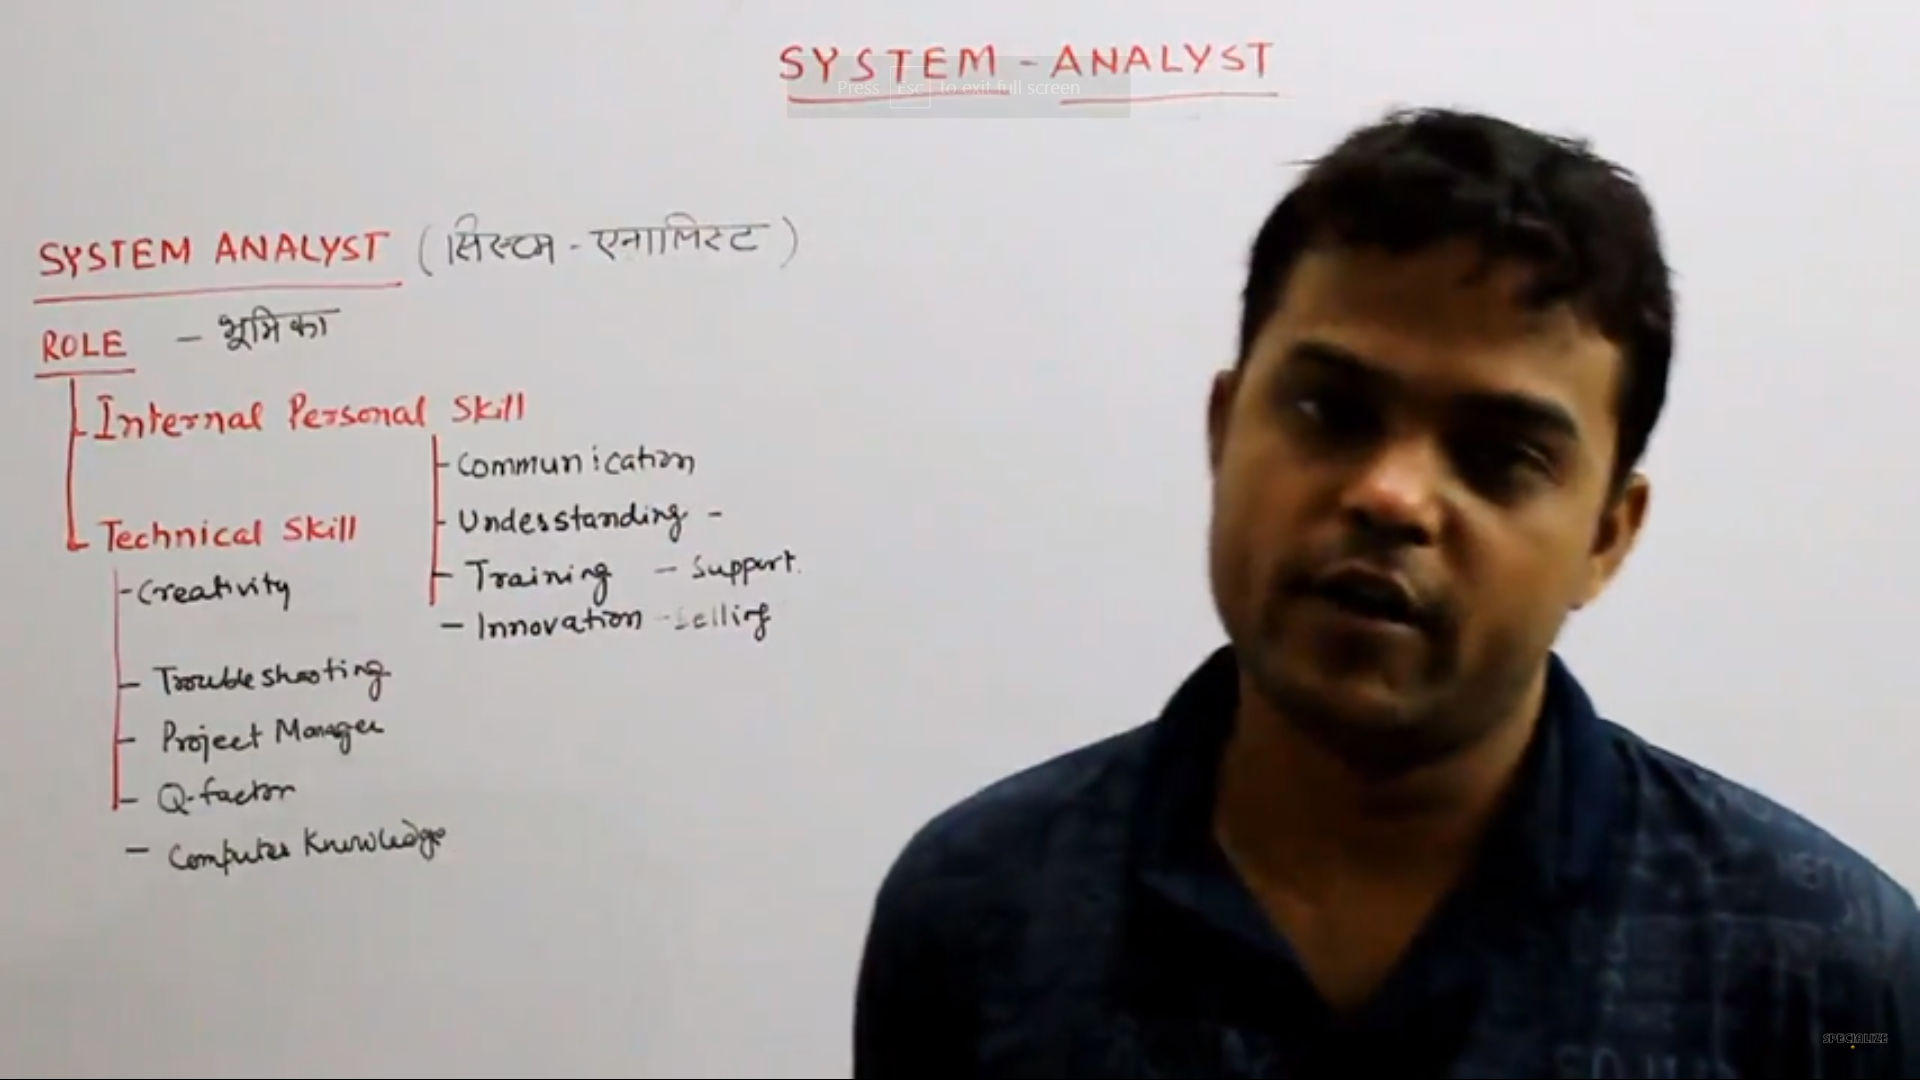 SYSTEM - ANALYST
Press Esc to exit full screen
SYSTEM ANALYST (सिस्टम - एनालिस्ट)
ROLE - भूमिका
Internal Personal Skill
Communication
Understanding -
Training - Support.
- Innovation - Selling
Technical Skill
- Creativity
- Troubleshooting
- Project Manager
- Q-factor
- Computer Knowledge
SPECIALIZE